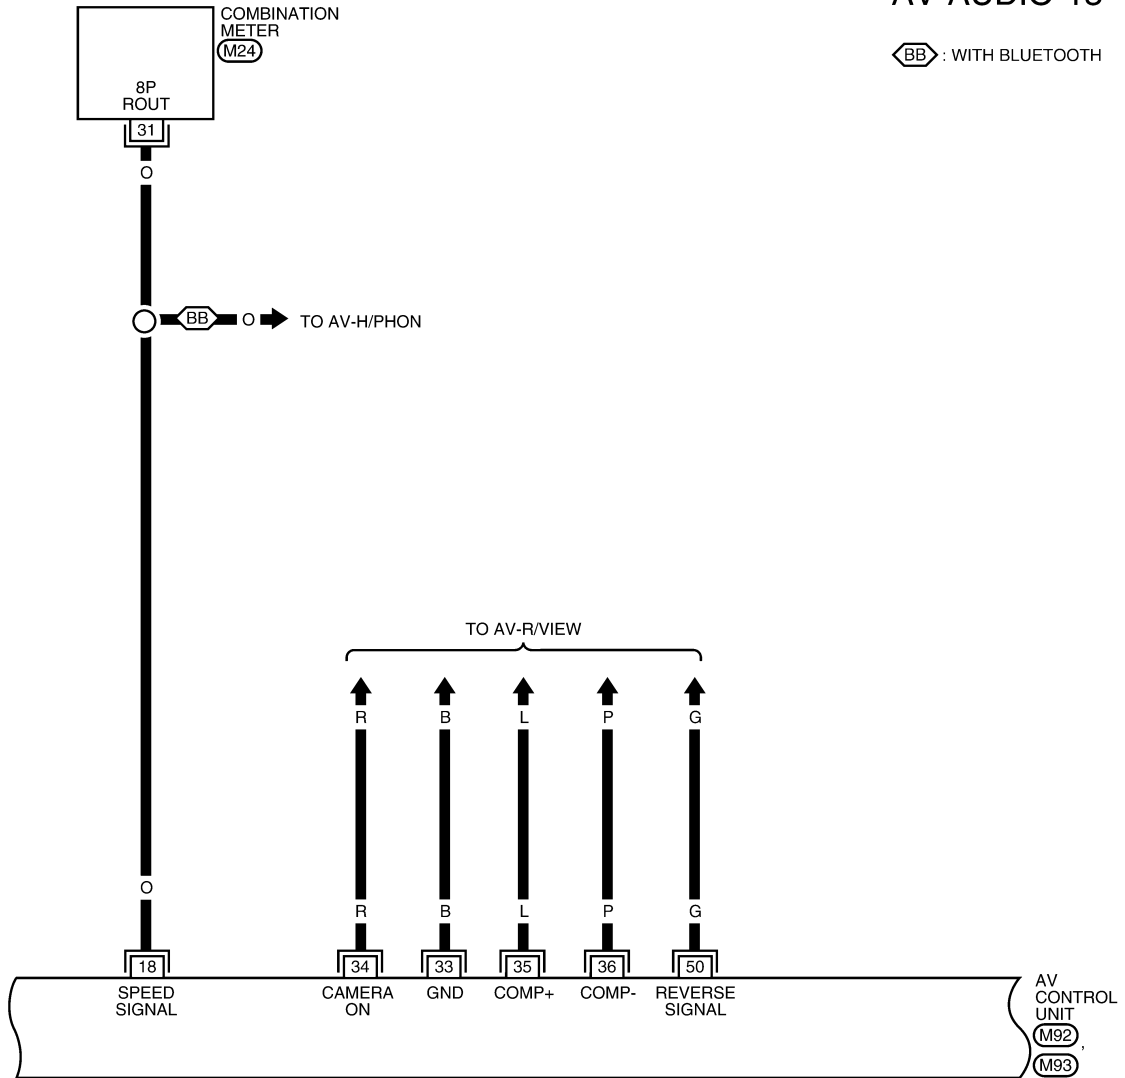 COMBINATION
METER
M24
BB : WITH BLUETOOTH
8P
ROUT
31
O
BB O TO AV-H/PHON
TO AV-R/VIEW
R B L P G
O
R B L P G
18 34 33 35 36 50
SPEED
SIGNAL
CAMERA
ON
GND
COMP+
COMP-
REVERSE
SIGNAL
AV
CONTROL
UNIT
M92 ,
M93